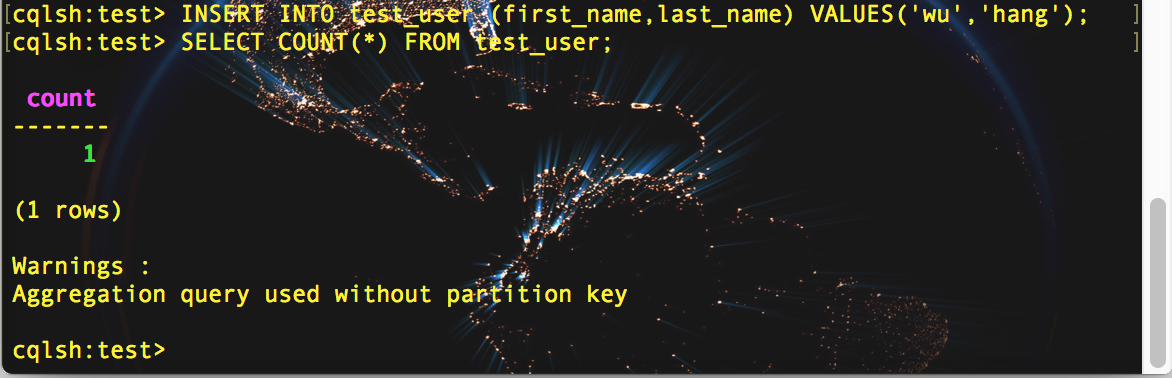 [cqlsh:test> INSERT INTO test_user (first_name,last_name) VALUES('wu','hang'); ]
[cqlsh:test> SELECT COUNT(*) FROM test_user; ]
count
-------
1
(1 rows)
Warnings :
Aggregation query used without partition key
cqlsh:test>